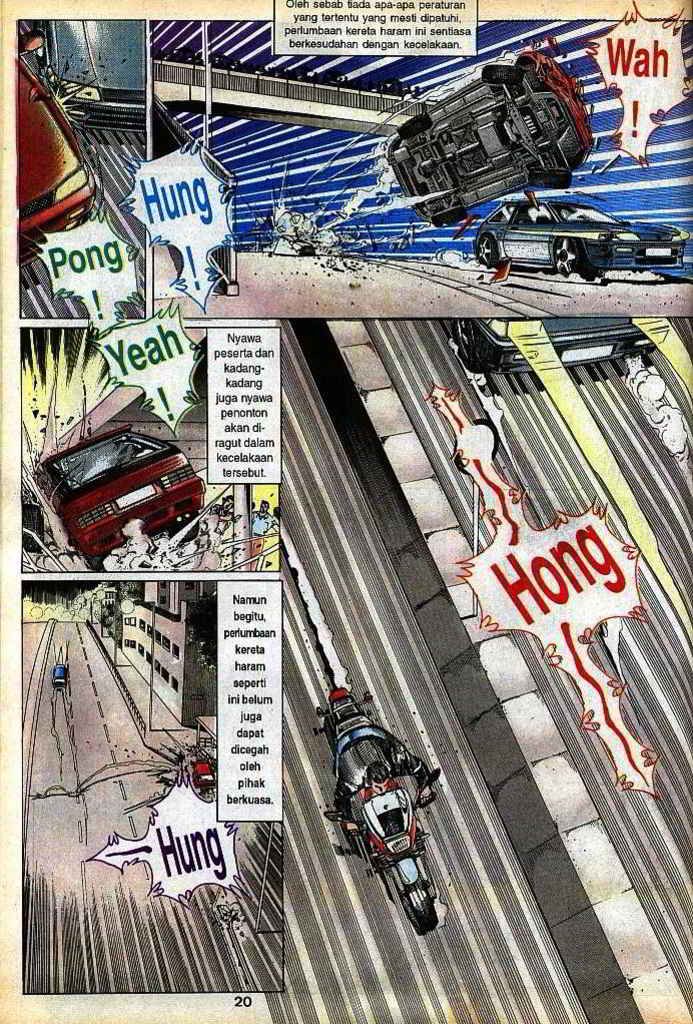 Oleh sebab tiada apa-apa peraturan
yang tertentu yang mesti dipatuhi,
perlumbaan kereta haram ini sentiasa
berkesudahan dengan kecelakaan.
Pong
!
Hung
!
Wah
!
Yeah
!
Nyawa
peserta dan
kadang-
kadang
juga nyawa
penonton
akan di-
ragut dalam
kecelakaan
tersebut.
Hong
Namun
begitu,
perlumbaan
kereta
haram
seperti
ini belum
juga
dapat
dicegah
oleh
pihak
berkuasa.
Hung
20